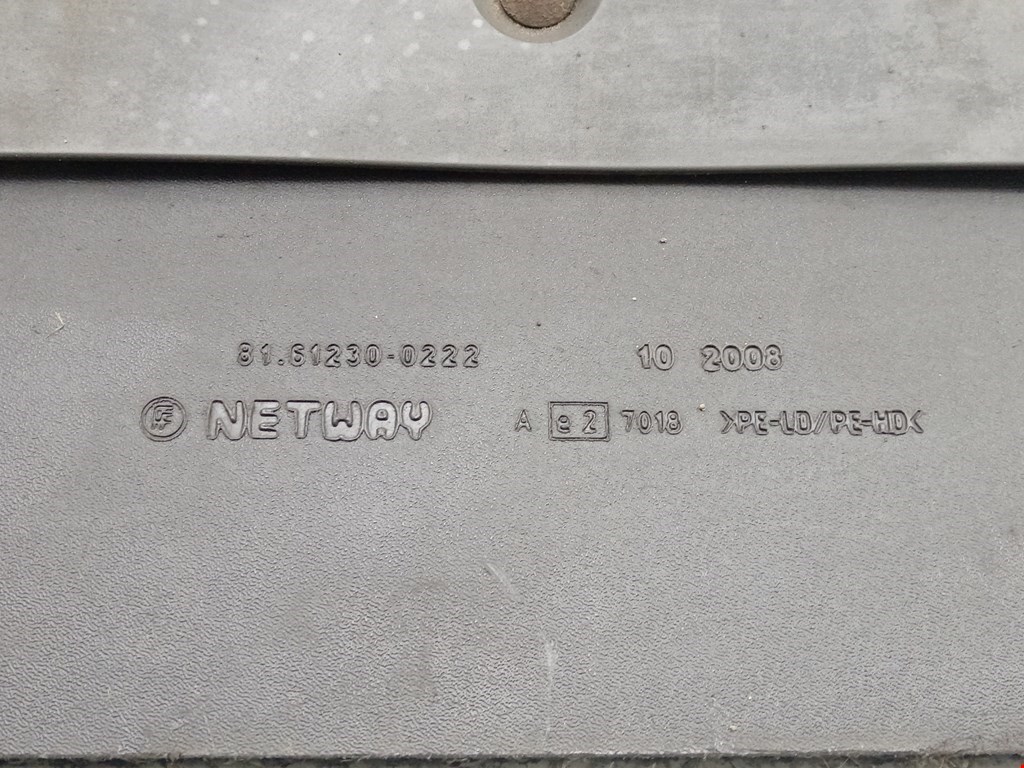 81.61230-0222 10 2008
NETWAY A e2 7018 >PE-LD/PE-HD<